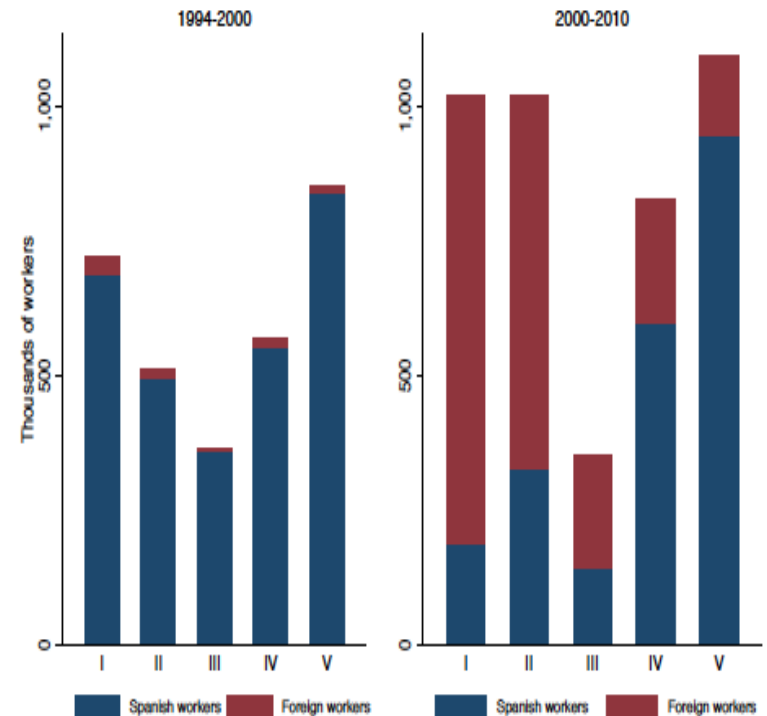 1994-2000
2000-2010
Thousands of workers
1,000
500
0
I II III IV V
Spanish workers Foreign workers
1,000
500
0
I II III IV V
Spanish workers Foreign workers